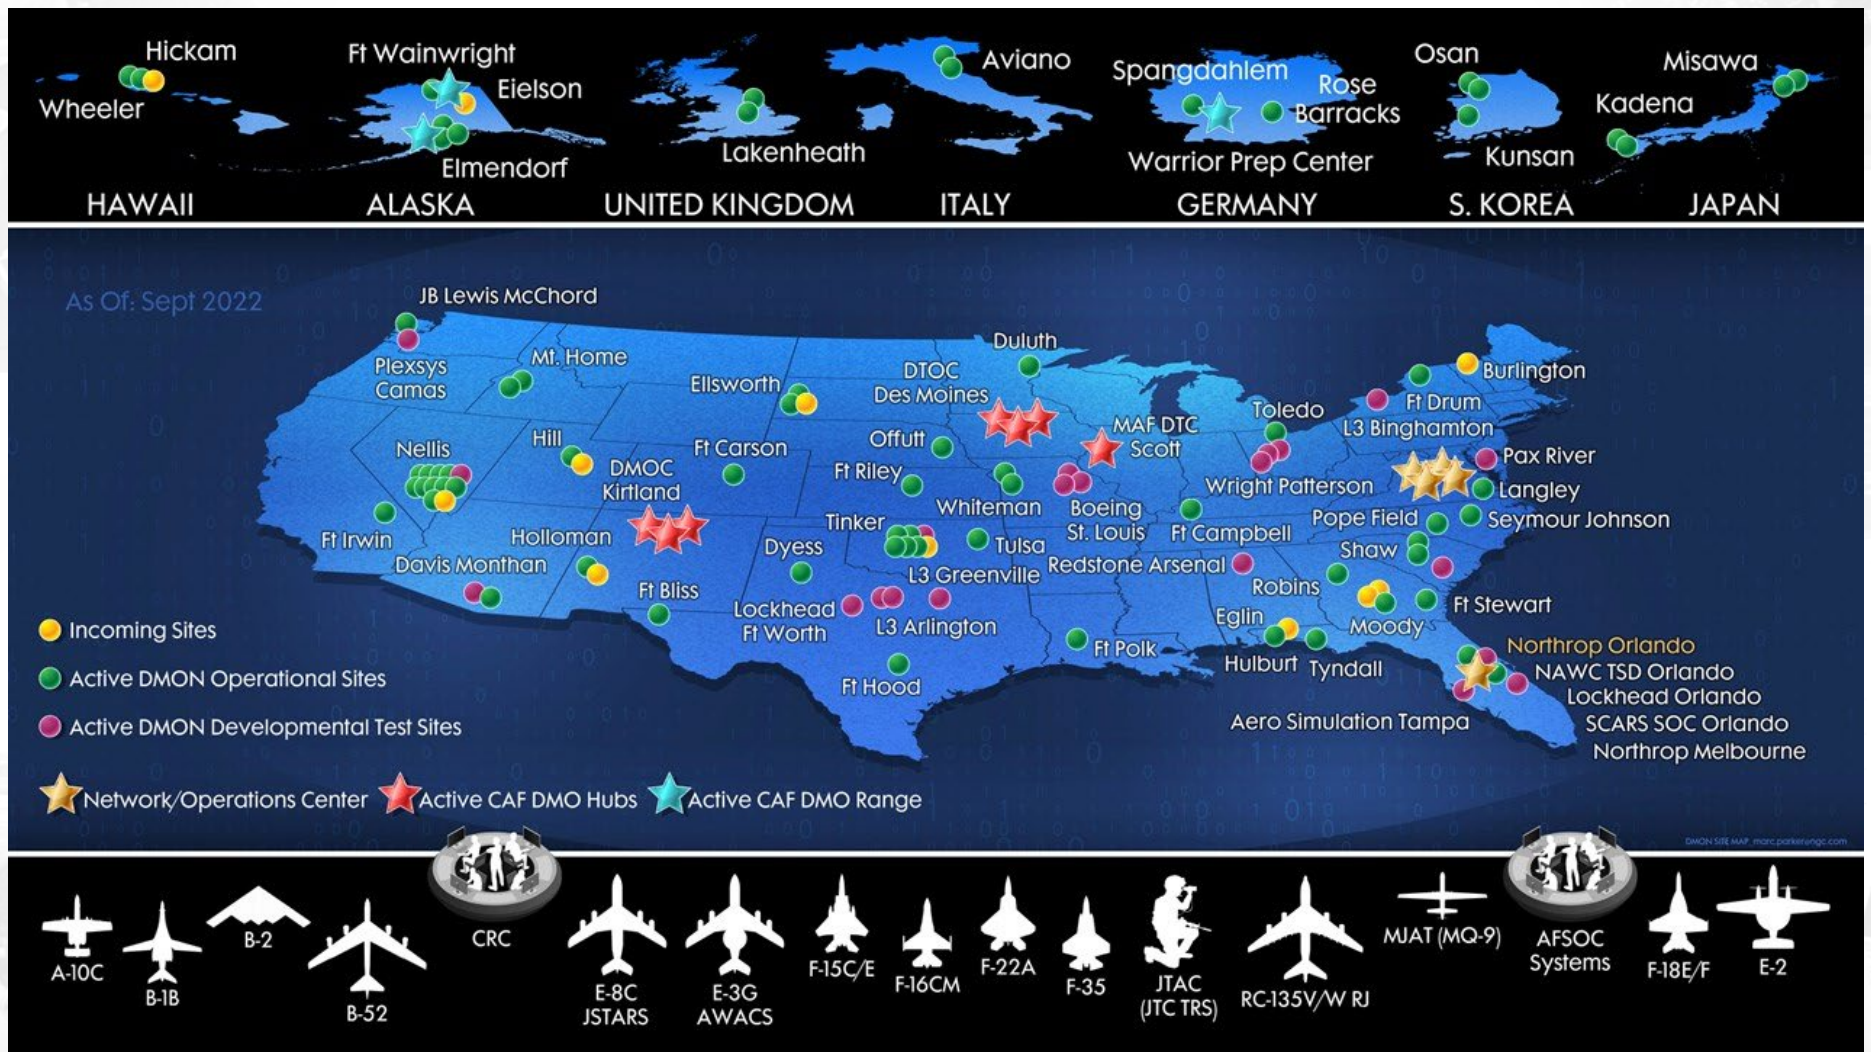 Hickam
Wheeler
HAWAII
Ft Wainwright
Eielson
Elmendorf
ALASKA
Lakenheath
UNITED KINGDOM
Aviano
ITALY
Spangdahlem
Rose
Barracks
Warrior Prep Center
GERMANY
Osan
Kunsan
S. KOREA
Misawa
Kadena
JAPAN
As Of: Sept 2022
JB Lewis McChord
Plexsys
Camas
Mt. Home
Ellsworth
DTOC
Des Moines
Duluth
MAF DTC
Scott
Toledo
Burlington
Ft Drum
L3 Binghamton
Nellis
Hill
DMOC
Kirtland
Ft Carson
Offutt
Ft Riley
Whiteman
Boeing
St. Louis
Wright Patterson
Pax River
Langley
Ft Irwin
Davis Monthan
Holloman
Tinker
Tulsa
Dyess
Ft Campbell
Pope Field
Seymour Johnson
Shaw
L3 Greenville
Redstone Arsenal
Robins
Ft Bliss
Lockhead
Ft Worth
L3 Arlington
Eglin
Moody
Ft Stewart
Ft Polk
Hulburt
Tyndall
Ft Hood
Northrop Orlando
NAWC TSD Orlando
Lockhead Orlando
SCARS SOC Orlando
Northrop Melbourne
Aero Simulation Tampa
Incoming Sites
Active DMON Operational Sites
Active DMON Developmental Test Sites
Network/Operations Center
Active CAF DMO Hubs
Active CAF DMO Range
A-10C
B-1B
B-2
B-52
CRC
E-8C
JSTARS
E-3G
AWACS
F-15C/E
F-16CM
F-22A
F-35
JTAC
(JTC TRS)
RC-135V/W RJ
MJAT (MQ-9)
AFSOC
Systems
F-18E/F
E-2